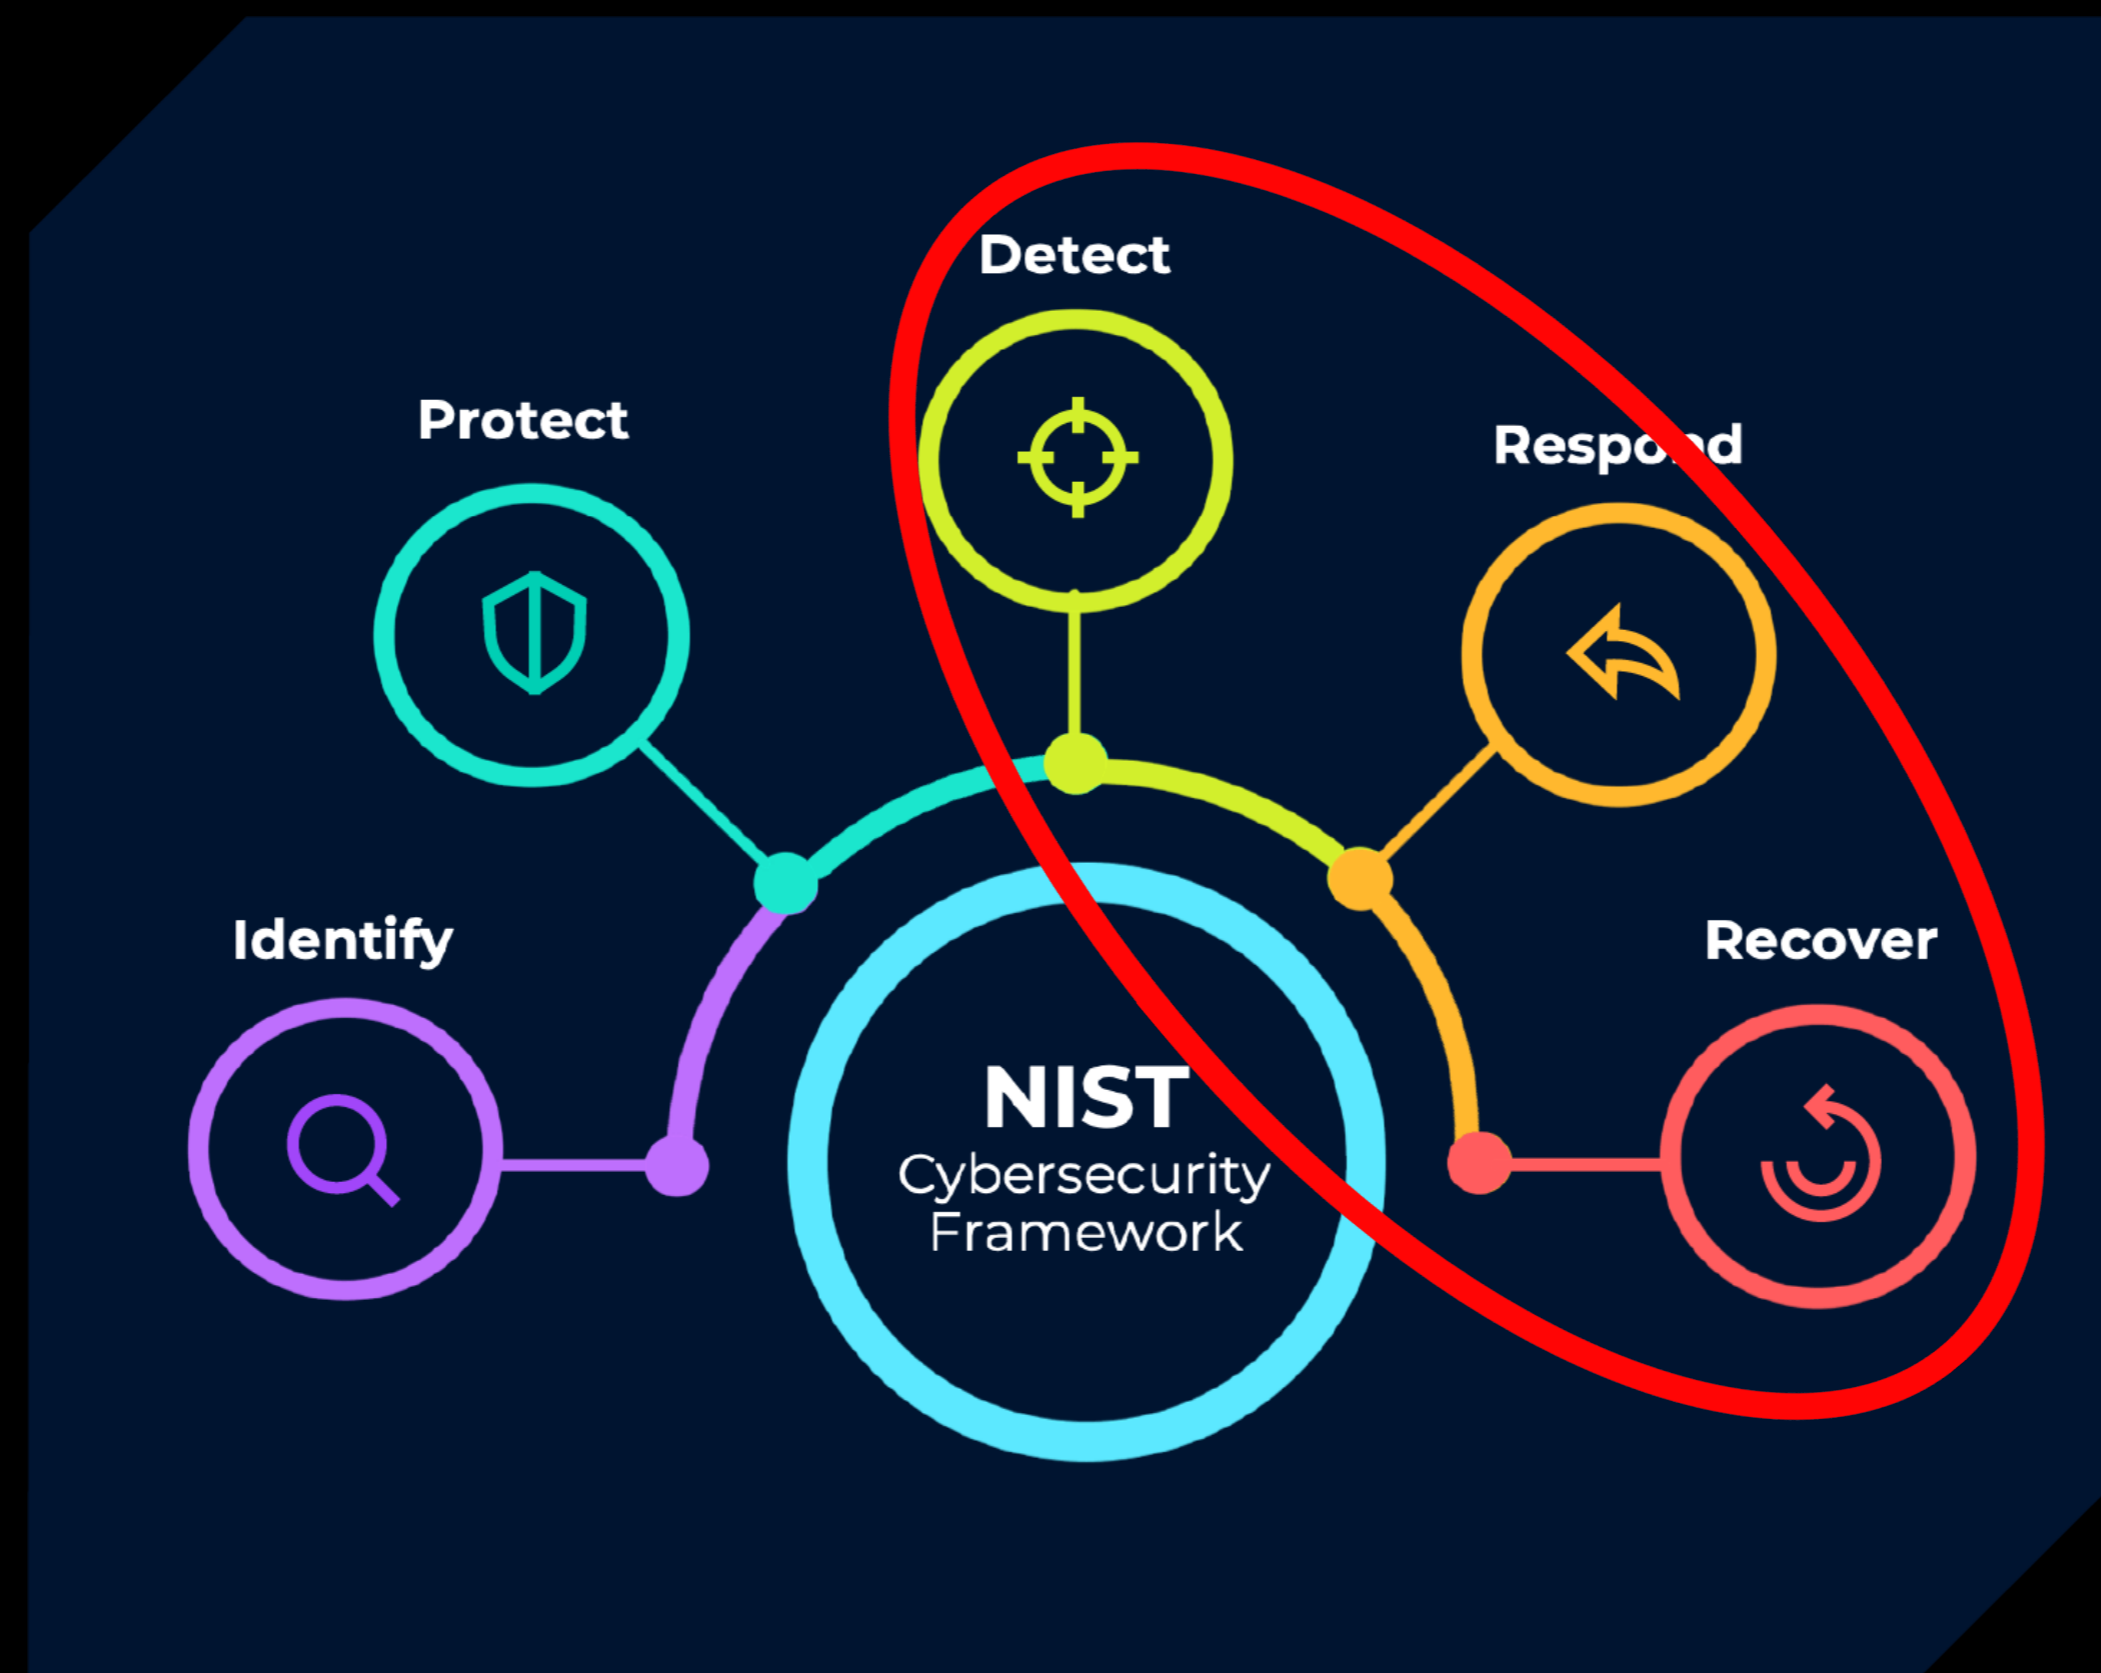 Detect
Protect
Respond
Identify
Recover
NIST
Cybersecurity
Framework